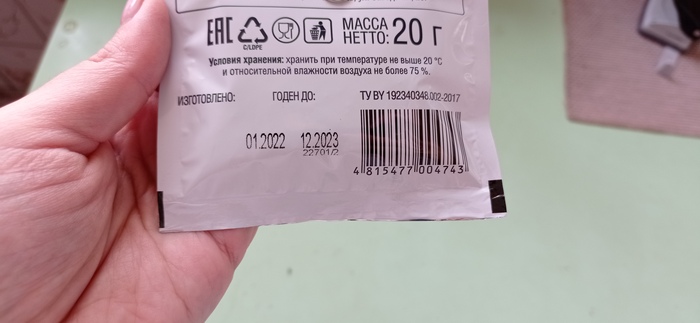 EAC
C/LDPE
МАССА
НЕТТО: 20 г
Условия хранения: хранить при температуре не выше 20 °С
и относительной влажности воздуха не более 75 %.
ИЗГОТОВЛЕНО: ГОДЕН ДО: ТУ BY 192340348.002-2017
01.2022 12.2023
22701/2
4 815477 004743